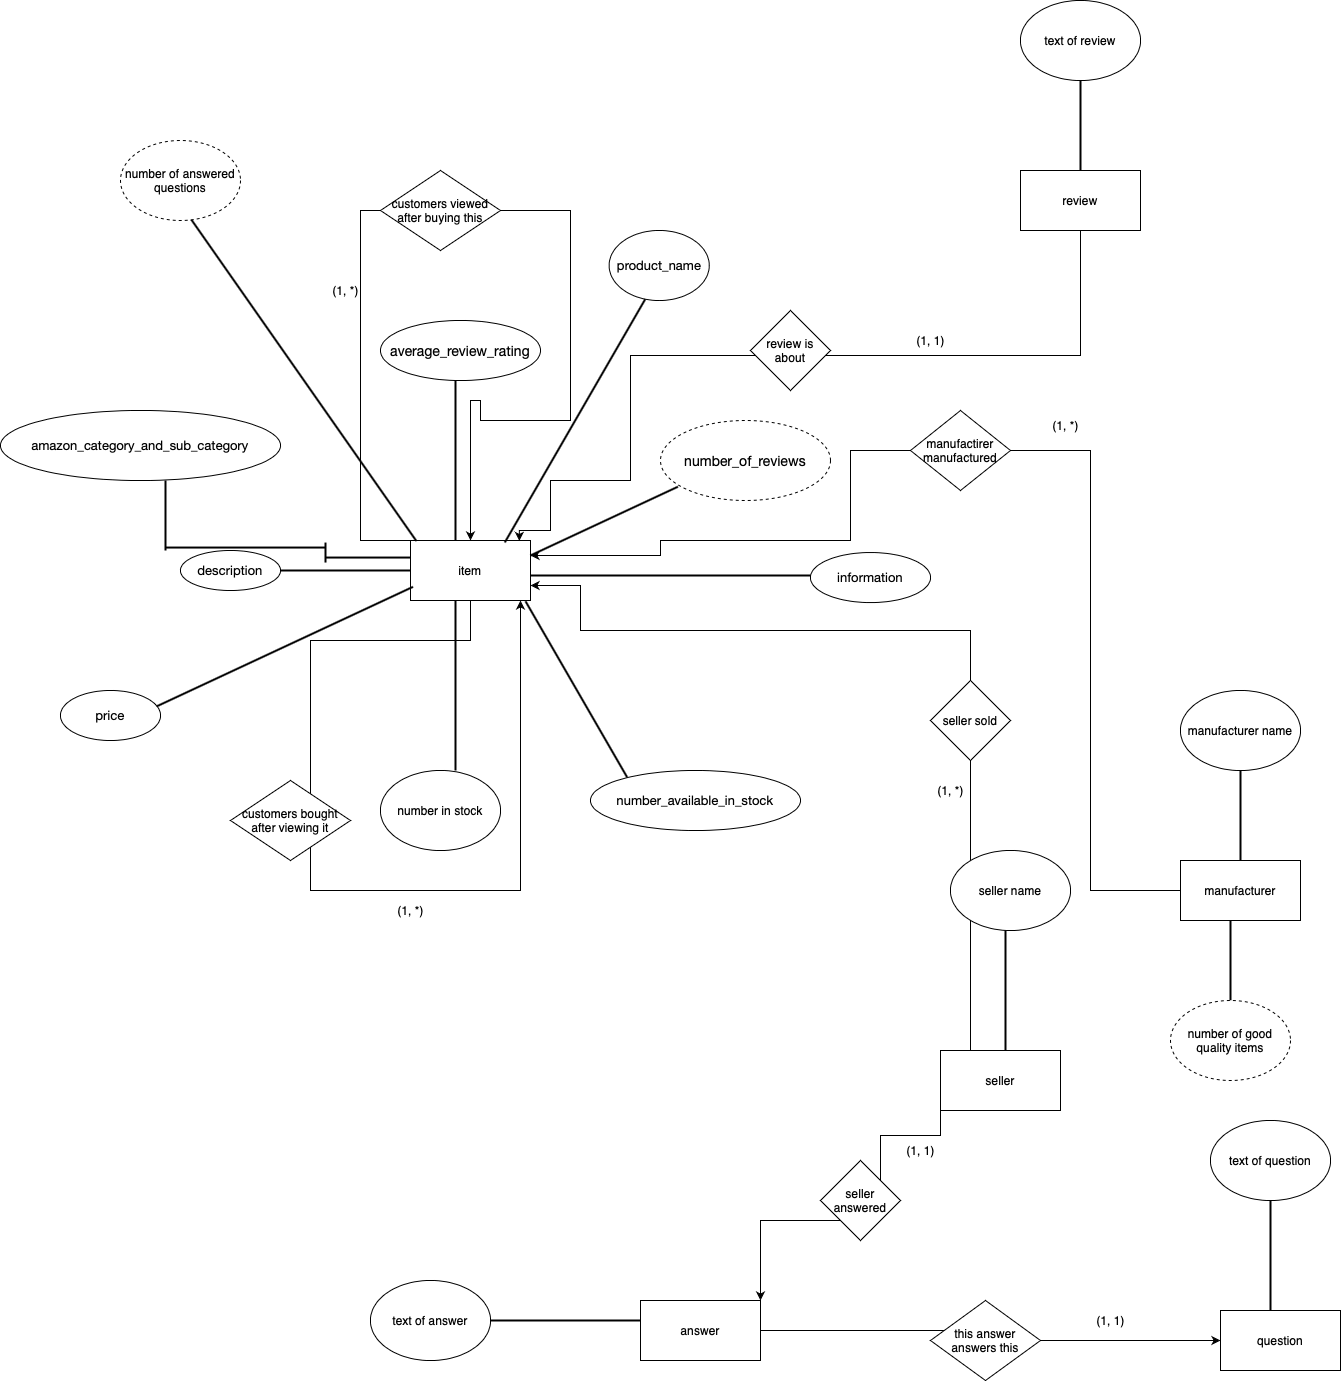 text of review
number of answered
questions
customers viewed
after buying this
review
product_name
(1, *)
review is
about
(1, 1)
average_review_rating
amazon_category_and_sub_category
number_of_reviews
manufactirer
manufactured
(1, *)
description
item
information
price
seller sold
manufacturer name
(1, *)
customers bought
after viewing it
number in stock
number_available_in_stock
seller name
manufacturer
(1, *)
number of good
quality items
seller
(1, 1)
text of question
seller
answered
text of answer
answer
this answer
answers this
(1, 1)
question